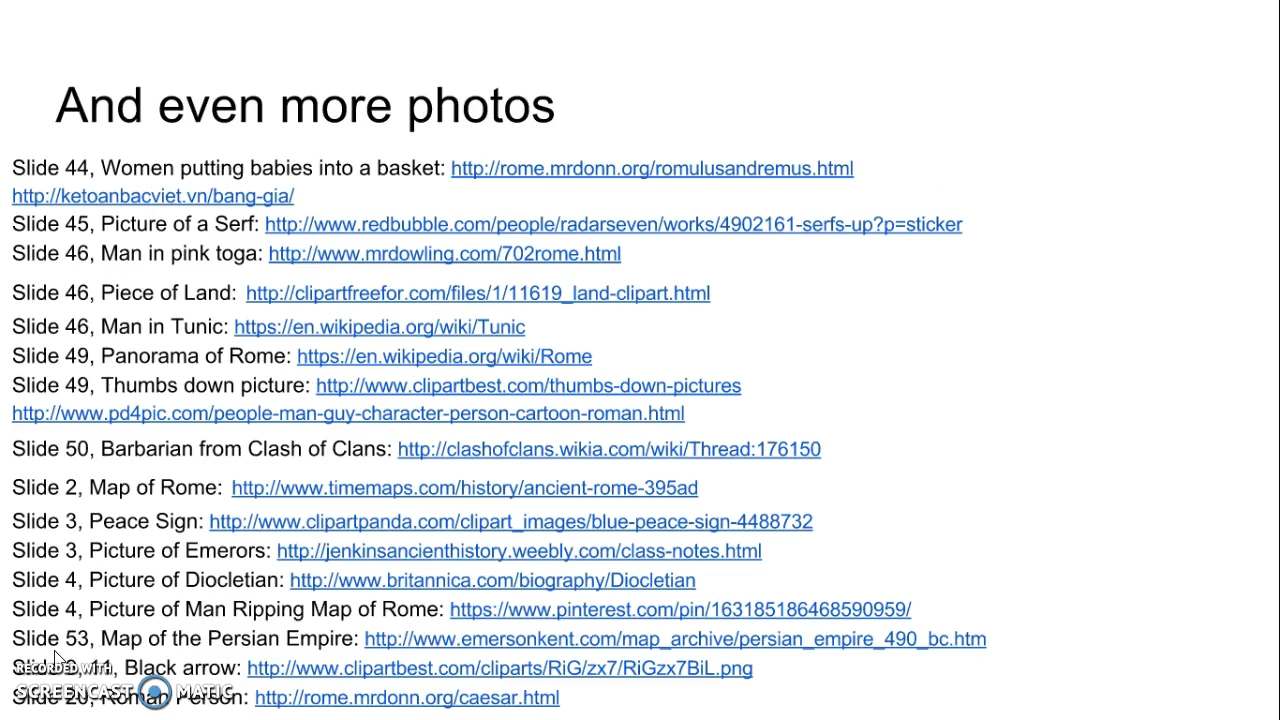 And even more photos
Slide 44, Women putting babies into a basket: http://rome.mrdonn.org/romulusandremus.html
http://ketoanbacviet.vn/bang-gia/
Slide 45, Picture of a Serf: http://www.redbubble.com/people/radarseven/works/4902161-serfs-up?p=sticker
Slide 46, Man in pink toga: http://www.mrdowling.com/702rome.html
Slide 46, Piece of Land: http://clipartfreefor.com/files/1/11619_land-clipart.html
Slide 46, Man in Tunic: https://en.wikipedia.org/wiki/Tunic
Slide 49, Panorama of Rome: https://en.wikipedia.org/wiki/Rome
Slide 49, Thumbs down picture: http://www.clipartbest.com/thumbs-down-pictures
http://www.pd4pic.com/people-man-guy-character-person-cartoon-roman.html
Slide 50, Barbarian from Clash of Clans: http://clashofclans.wikia.com/wiki/Thread:176150
Slide 2, Map of Rome: http://www.timemaps.com/history/ancient-rome-395ad
Slide 3, Peace Sign: http://www.clipartpanda.com/clipart_images/blue-peace-sign-4488732
Slide 3, Picture of Emerors: http://jenkinsancienthistory.weebly.com/class-notes.html
Slide 4, Picture of Diocletian: http://www.britannica.com/biography/Diocletian
Slide 4, Picture of Man Ripping Map of Rome: https://www.pinterest.com/pin/163185186468590959/
Slide 53, Map of the Persian Empire: http://www.emersonkent.com/map_archive/persian_empire_490_bc.htm
Black arrow: http://www.clipartbest.com/cliparts/RiG/zx7/RiGzx7BiL.png
RECORDED WITH
SCREENCAST MATIC
Slide 20, Roman Person: http://rome.mrdonn.org/caesar.html